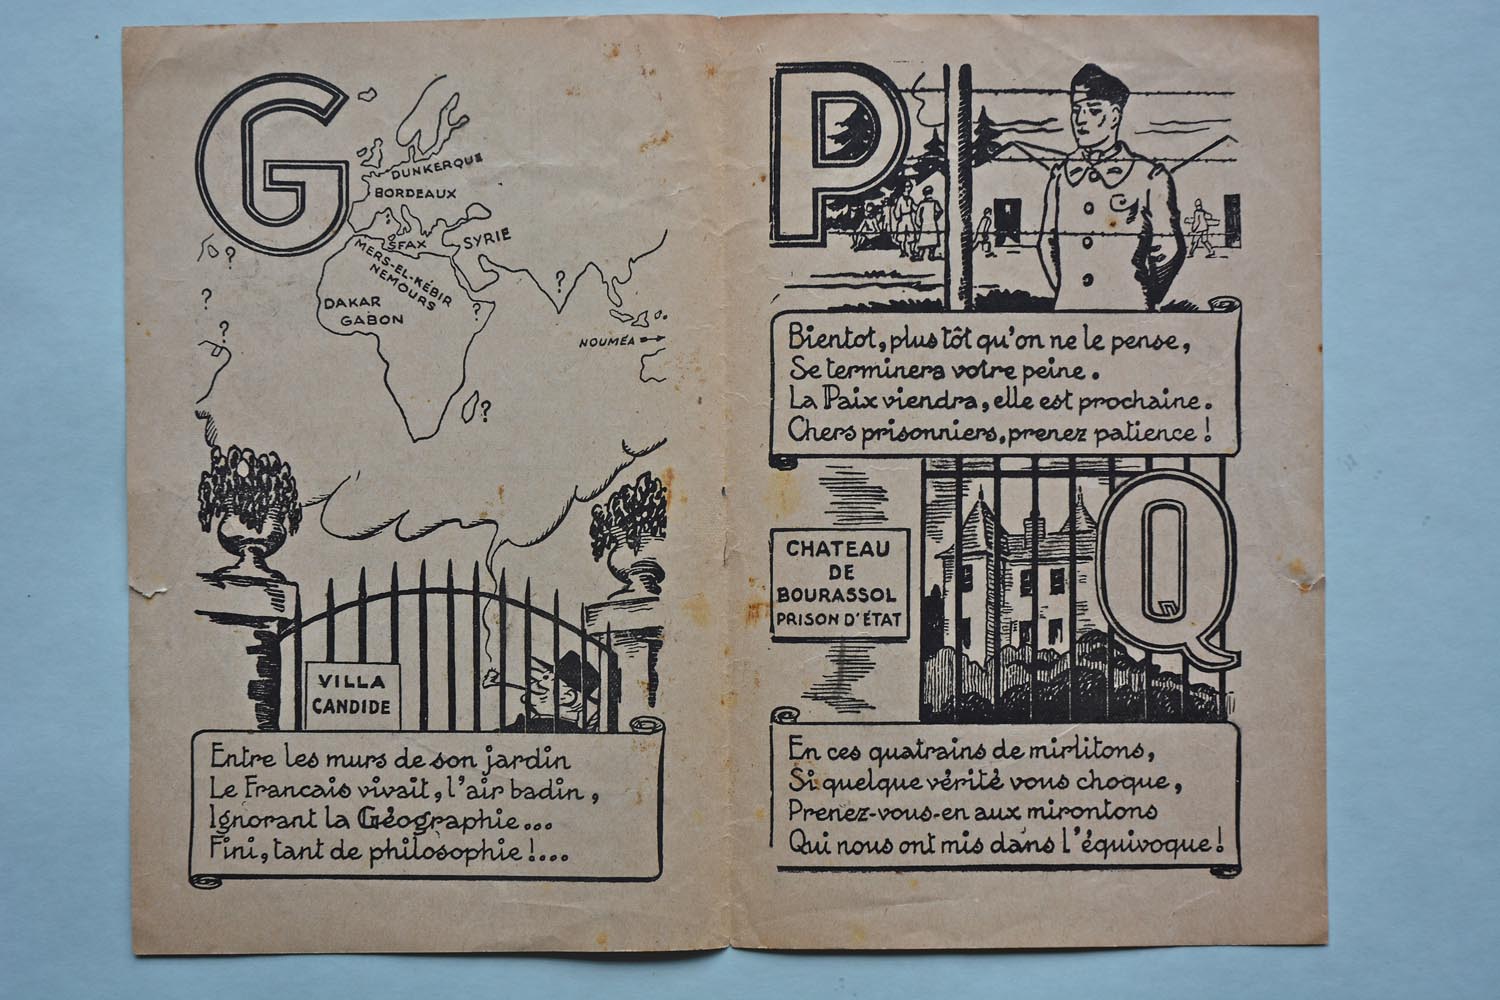 G
DUNKERQUE
BORDEAUX
SFAX
SYRIE
MERS-EL-KÉBIR
NEMOURS
DAKAR
GABON
NOUMÉA
?
?
?
?
?
?
VILLA
CANDIDE
Entre les murs de son jardin
Le Francais vivait, l'air badin,
Ignorant la Géographie...
Fini, tant de philosophie!...
P
Bientot, plus tôt qu'on ne le pense,
Se terminera votre peine.
La Paix viendra, elle est prochaine.
Chers prisonniers, prenez patience!
Q
CHATEAU
DE
BOURASSOL
PRISON D'ÉTAT
En ces quatrains de mirlitons,
Si quelque vérité vous choque,
Prenez-vous-en aux mirontons
Qui nous ont mis dans l'équivoque!